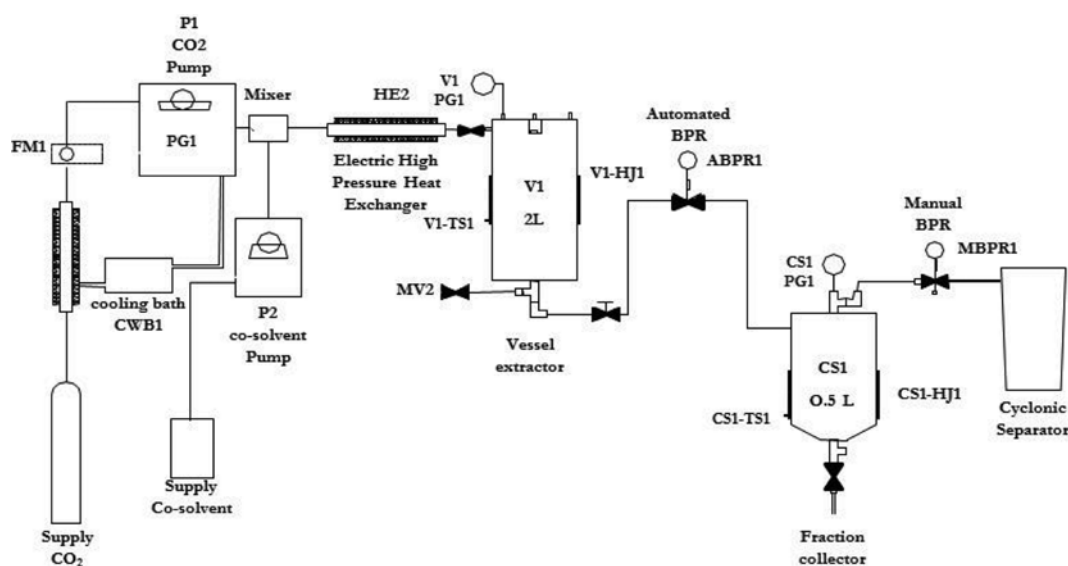 P1
CO2
Pump
PG1
FM1
Mixer
HE2
Electric High
Pressure Heat
Exchanger
cooling bath
CWB1
P2
co-solvent
Pump
Supply
Co-solvent
Supply
CO₂
V1
PG1
V1
2L
V1-HJ1
V1-TS1
MV2
Vessel
extractor
Automated
BPR
ABPR1
CS1
PG1
Manual
BPR
MBPR1
CS1
O.5 L
CS1-HJ1
CS1-TS1
Cyclonic
Separator
Fraction
collector